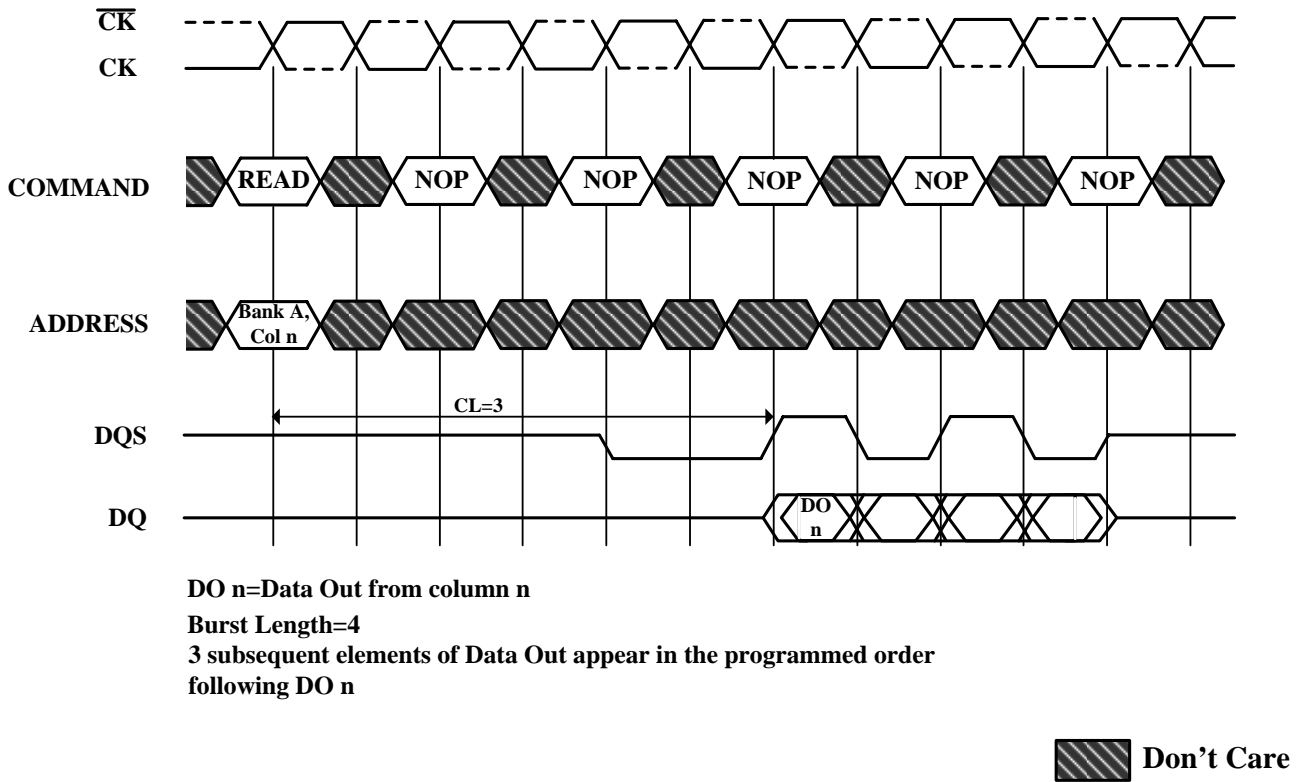 CK
CK
COMMAND READ NOP NOP NOP NOP NOP
ADDRESS Bank A,
Col n
CL=3
DQS
DQ DO
n
DO n=Data Out from column n
Burst Length=4
3 subsequent elements of Data Out appear in the programmed order
following DO n
Don't Care